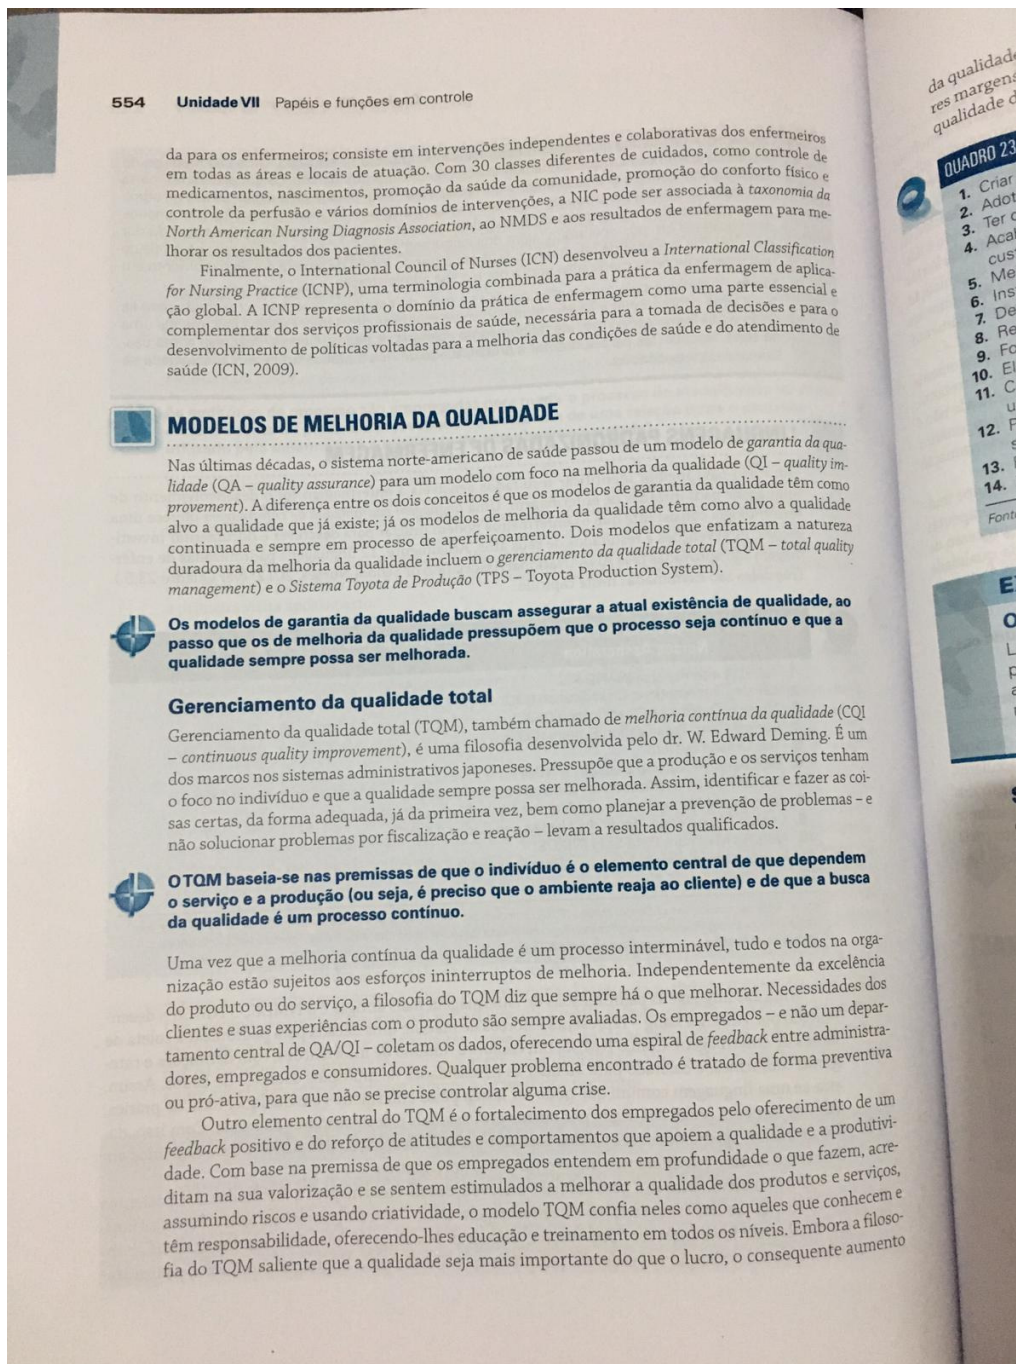 554 Unidade VII Papéis e funções em controle
da para os enfermeiros; consiste em intervenções independentes e colaborativas dos enfermeiros
em todas as áreas e locais de atuação. Com 30 classes diferentes de cuidados, como controle de
medicamentos, nascimentos, promoção da saúde da comunidade, promoção do conforto físico e
controle da perfusão e vários domínios de intervenções, a NIC pode ser associada à taxonomia da
North American Nursing Diagnosis Association, ao NMDS e aos resultados de enfermagem para me-
lhorar os resultados dos pacientes.
Finalmente, o International Council of Nurses (ICN) desenvolveu a International Classification
for Nursing Practice (ICNP), uma terminologia combinada para a prática da enfermagem de aplica-
ção global. A ICNP representa o domínio da prática de enfermagem como uma parte essencial e
complementar dos serviços profissionais de saúde, necessária para a tomada de decisões e para o
desenvolvimento de políticas voltadas para a melhoria das condições de saúde e do atendimento de
saúde (ICN, 2009).
MODELOS DE MELHORIA DA QUALIDADE
Nas últimas décadas, o sistema norte-americano de saúde passou de um modelo de garantia da qua-
lidade (QA – quality assurance) para um modelo com foco na melhoria da qualidade (QI – quality im-
provement). A diferença entre os dois conceitos é que os modelos de garantia da qualidade têm como
alvo a qualidade que já existe; já os modelos de melhoria da qualidade têm como alvo a qualidade
continuada e sempre em processo de aperfeiçoamento. Dois modelos que enfatizam a natureza
duradoura da melhoria da qualidade incluem o gerenciamento da qualidade total (TQM – total quality
management) e o Sistema Toyota de Produção (TPS – Toyota Production System).
Os modelos de garantia da qualidade buscam assegurar a atual existência de qualidade, ao
passo que os de melhoria da qualidade pressupõem que o processo seja contínuo e que a
qualidade sempre possa ser melhorada.
Gerenciamento da qualidade total
Gerenciamento da qualidade total (TQM), também chamado de melhoria contínua da qualidade (CQI
– continuous quality improvement), é uma filosofia desenvolvida pelo dr. W. Edward Deming. É um
dos marcos nos sistemas administrativos japoneses. Pressupõe que a produção e os serviços tenham
o foco no indivíduo e que a qualidade sempre possa ser melhorada. Assim, identificar e fazer as coi-
sas certas, da forma adequada, já da primeira vez, bem como planejar a prevenção de problemas – e
não solucionar problemas por fiscalização e reação – levam a resultados qualificados.
O TQM baseia-se nas premissas de que o indivíduo é o elemento central de que dependem
o serviço e a produção (ou seja, é preciso que o ambiente reaja ao cliente) e de que a busca
da qualidade é um processo contínuo.
Uma vez que a melhoria contínua da qualidade é um processo interminável, tudo e todos na orga-
nização estão sujeitos aos esforços ininterruptos de melhoria. Independentemente da excelência
do produto ou do serviço, a filosofia do TQM diz que sempre há o que melhorar. Necessidades dos
clientes e suas experiências com o produto são sempre avaliadas. Os empregados – e não um depar-
tamento central de QA/QI – coletam os dados, oferecendo uma espiral de feedback entre administra-
dores, empregados e consumidores. Qualquer problema encontrado é tratado de forma preventiva
ou pró-ativa, para que não se precise controlar alguma crise.
Outro elemento central do TQM é o fortalecimento dos empregados pelo oferecimento de um
feedback positivo e do reforço de atitudes e comportamentos que apoiem a qualidade e a produtivi-
dade. Com base na premissa de que os empregados entendem em profundidade o que fazem, acre-
ditam na sua valorização e se sentem estimulados a melhorar a qualidade dos produtos e serviços,
assumindo riscos e usando criatividade, o modelo TQM confia neles como aqueles que conhecem e
têm responsabilidade, oferecendo-lhes educação e treinamento em todos os níveis. Embora a filoso-
fia do TQM saliente que a qualidade seja mais importante do que o lucro, o consequente aumento
da qualidade
res margens
qualidade d
QUADRO 23
1. Criar
2. Adot
3. Ter
4. Acab
cus
5. Me
6. Ins
7. De
8. Re
9. Fo
10. El
11. C
u
12. F
13.
14.
Fonte